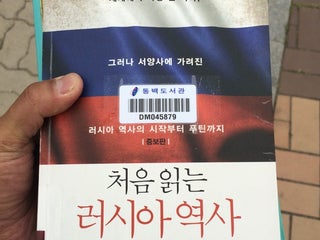 그러나 서양사에 가려진
동백도서관
DM045879
러시아 역사의 시작부터 푸틴까지
|증보판|
처음 읽는
러시아 역사